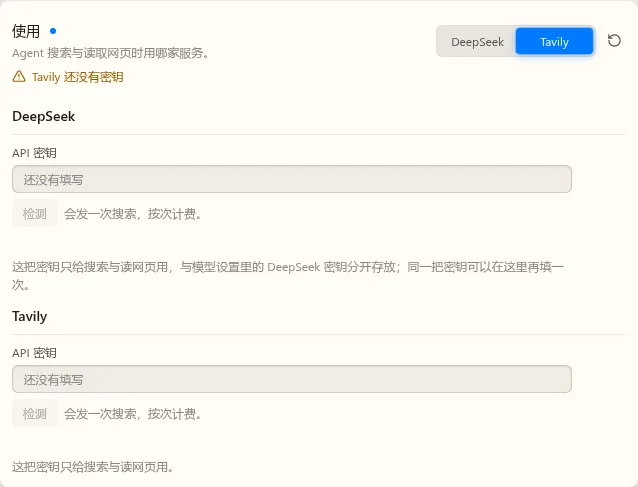 使用
Agent 搜索与读取网页时用哪家服务。
Tavily 还没有密钥
DeepSeek
Tavily
DeepSeek
API 密钥
还没有填写
检测
会发一次搜索，按次计费。
这把密钥只给搜索与读网页用，与模型设置里的 DeepSeek 密钥分开存放；同一把密钥可以在这里再填一
次。
Tavily
API 密钥
还没有填写
检测
会发一次搜索，按次计费。
这把密钥只给搜索与读网页用。